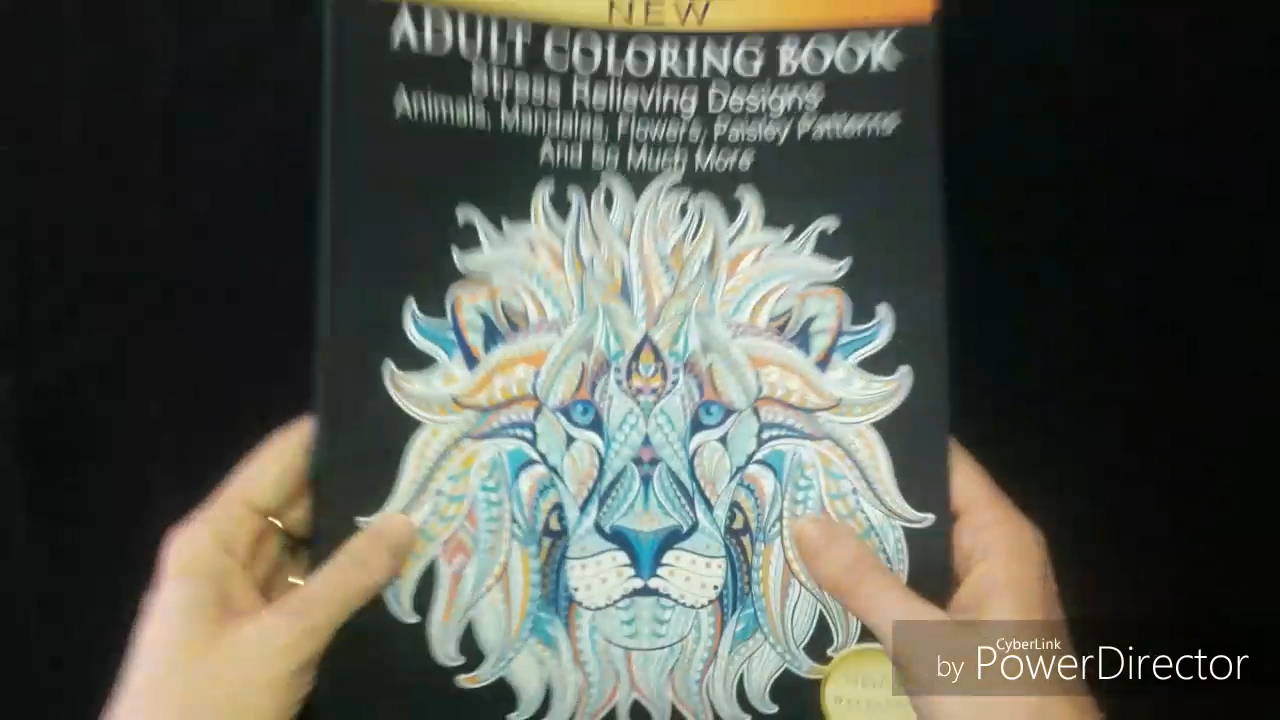 NEW
ADULT COLORING BOOK
Stress Relieving Designs
Animals, Mandalas, Flowers, Paisley Patterns
And So Much More
CyberLink
by PowerDirector